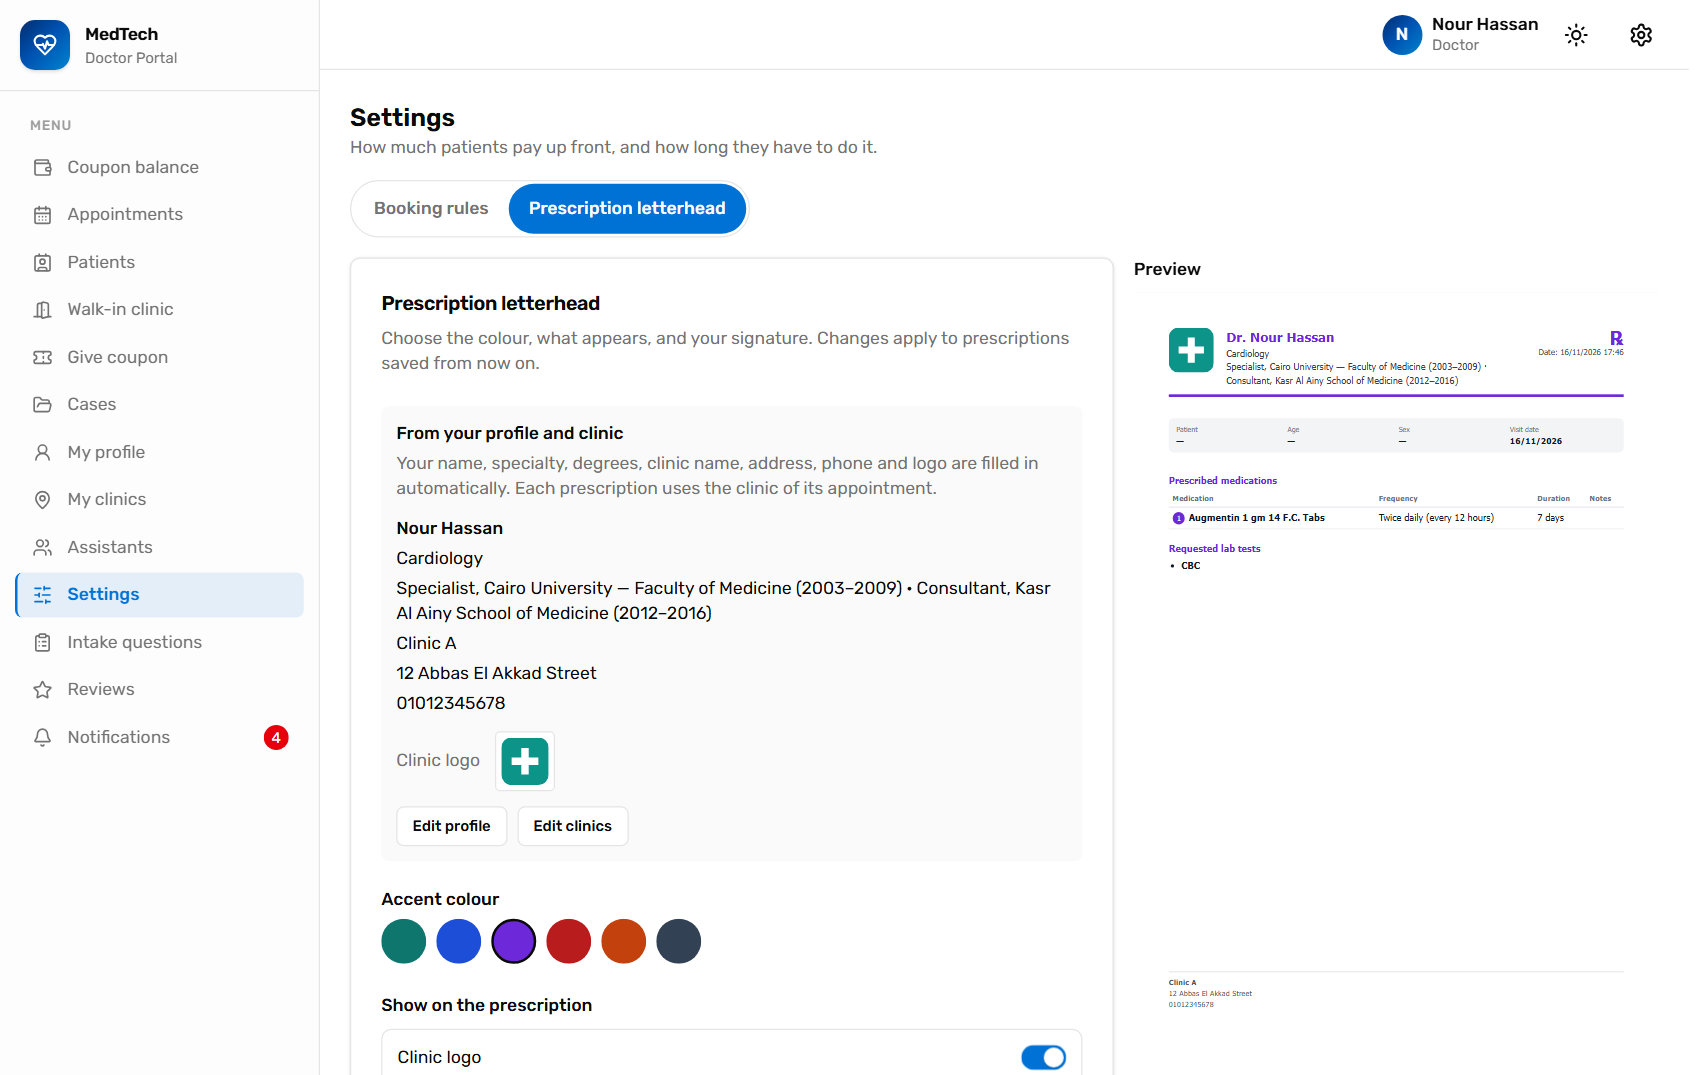 MedTech
Doctor Portal
MENU
Coupon balance
Appointments
Patients
Walk-in clinic
Give coupon
Cases
My profile
My clinics
Assistants
Settings
Intake questions
Reviews
Notifications
4
N
Nour Hassan
Doctor
Settings
How much patients pay up front, and how long they have to do it.
Booking rules
Prescription letterhead
Prescription letterhead
Choose the colour, what appears, and your signature. Changes apply to prescriptions
saved from now on.
From your profile and clinic
Your name, specialty, degrees, clinic name, address, phone and logo are filled in
automatically. Each prescription uses the clinic of its appointment.
Nour Hassan
Cardiology
Specialist, Cairo University — Faculty of Medicine (2003–2009) • Consultant, Kasr
Al Ainy School of Medicine (2012–2016)
Clinic A
12 Abbas El Akkad Street
01012345678
Clinic logo
Edit profile
Edit clinics
Accent colour
Show on the prescription
Clinic logo
Preview
Dr. Nour Hassan
Cardiology
Specialist, Cairo University — Faculty of Medicine (2003–2009) •
Consultant, Kasr Al Ainy School of Medicine (2012–2016)
℞
Date: 16/11/2026 17:46
Patient Age Sex Visit date
— — — 16/11/2026
Prescribed medications
Medication Frequency Duration Notes
1 Augmentin 1 gm 14 F.C. Tabs Twice daily (every 12 hours) 7 days
Requested lab tests
• CBC
Clinic A
12 Abbas El Akkad Street
01012345678